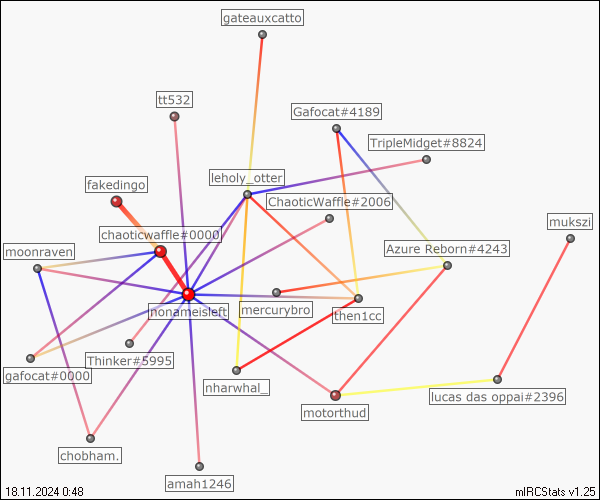 gateauxcatto
tt532
Gafocat#4189
TripleMidget#8824
leholy_otter
fakedingo
ChaoticWaffle#2006
mukszi
chaoticwaffle#0000
Azure Reborn#4243
moonraven
nonameisleft
mercurybro
then1cc
Thinker#5995
gafocat#0000
nharwhal_
lucas das oppai#2396
motorthud
chobham.
amah1246
18.11.2024 0:48
mIRCStats v1.25